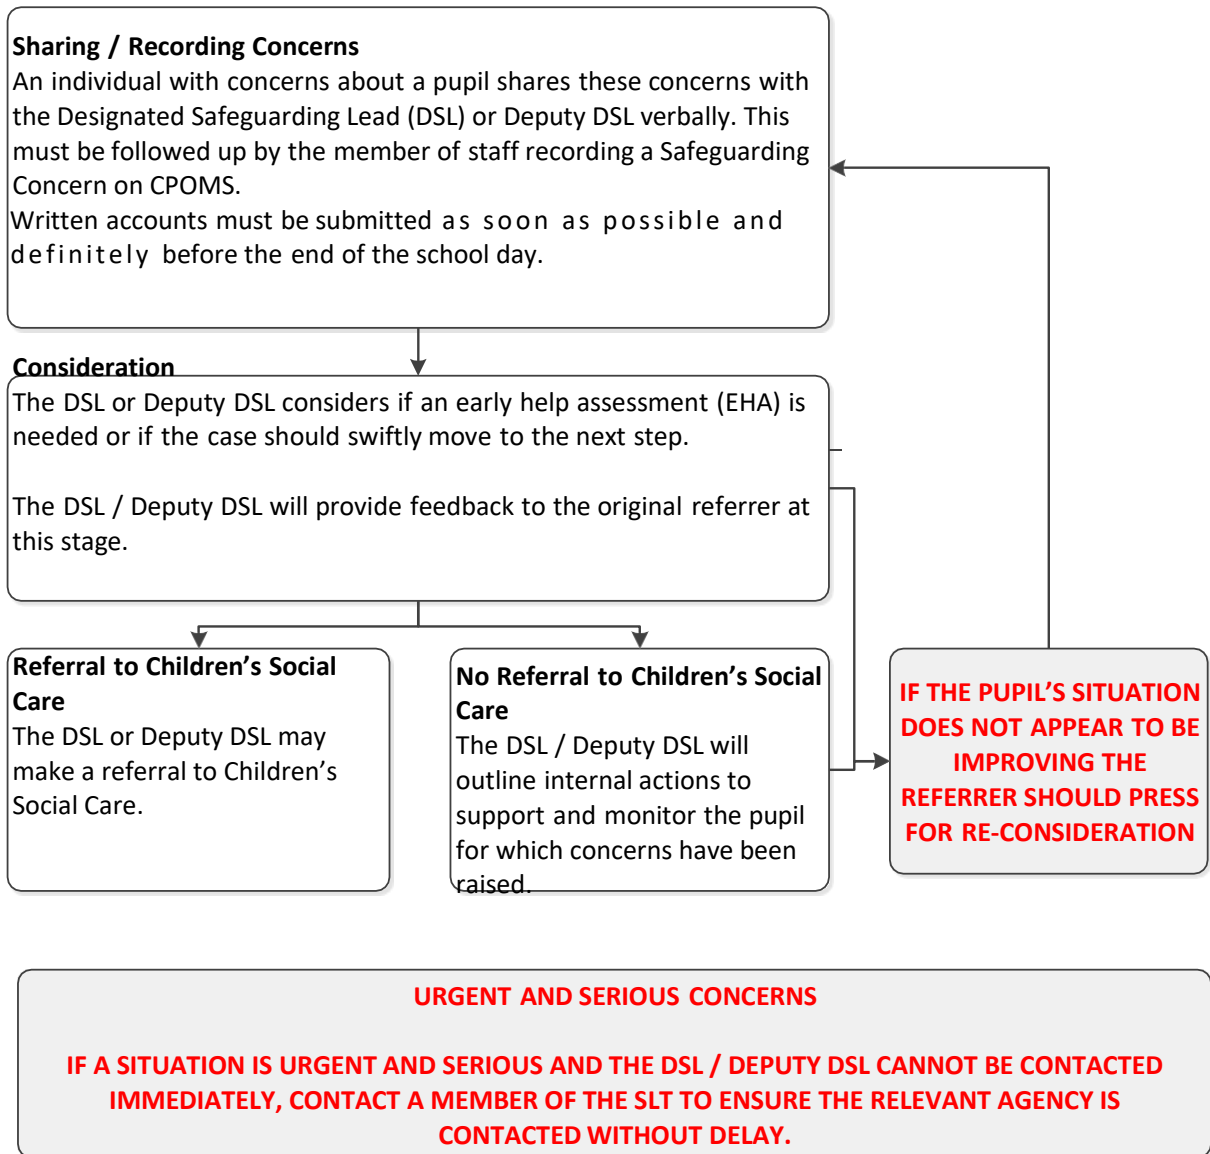 Sharing / Recording Concerns
An individual with concerns about a pupil shares these concerns with
the Designated Safeguarding Lead (DSL) or Deputy DSL verbally. This
must be followed up by the member of staff recording a Safeguarding
Concern on CPOMS.
Written accounts must be submitted as soon as possible and
definitely before the end of the school day.
Consideration
The DSL or Deputy DSL considers if an early help assessment (EHA) is
needed or if the case should swiftly move to the next step.
The DSL / Deputy DSL will provide feedback to the original referrer at
this stage.
Referral to Children’s Social
Care
The DSL or Deputy DSL may
make a referral to Children’s
Social Care.
No Referral to Children’s Social
Care
The DSL / Deputy DSL will
outline internal actions to
support and monitor the pupil
for which concerns have been
raised.
IF THE PUPIL’S SITUATION
DOES NOT APPEAR TO BE
IMPROVING THE
REFERRER SHOULD PRESS
FOR RE-CONSIDERATION
URGENT AND SERIOUS CONCERNS
IF A SITUATION IS URGENT AND SERIOUS AND THE DSL / DEPUTY DSL CANNOT BE CONTACTED
IMMEDIATELY, CONTACT A MEMBER OF THE SLT TO ENSURE THE RELEVANT AGENCY IS
CONTACTED WITHOUT DELAY.